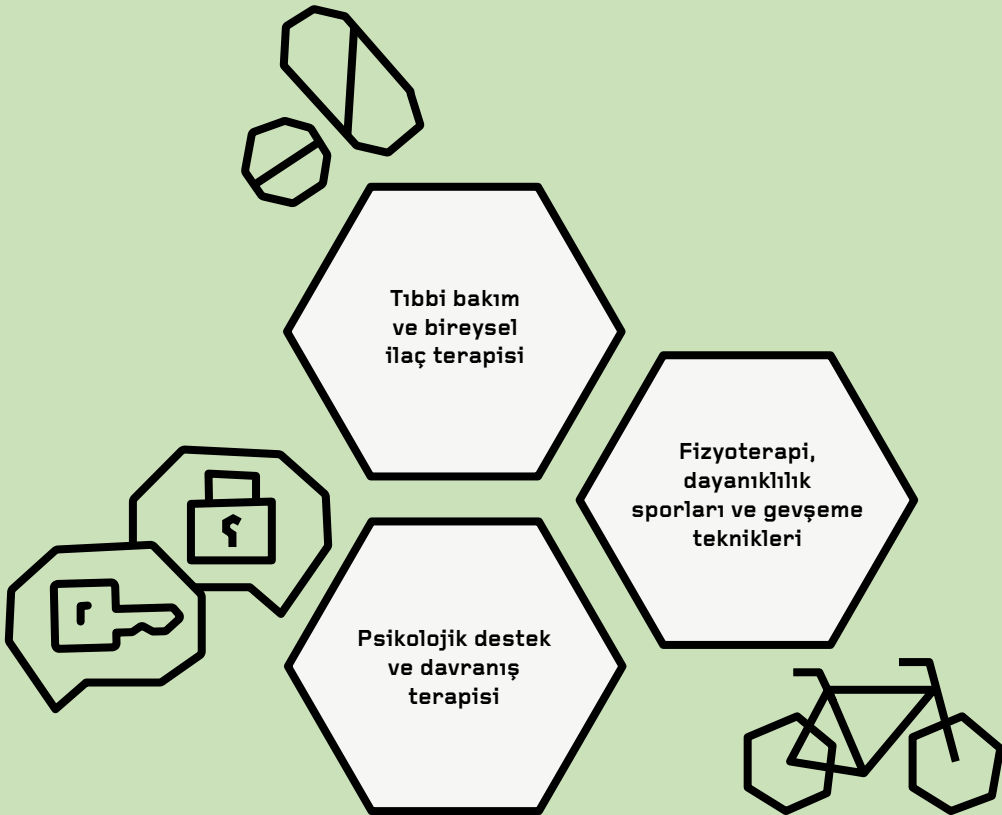 Tıbbi bakım
ve bireysel
ilaç terapisi
Fizyoterapi,
dayanıklılık
sporları ve gevşeme
teknikleri
Psikolojik destek
ve davranış
terapisi